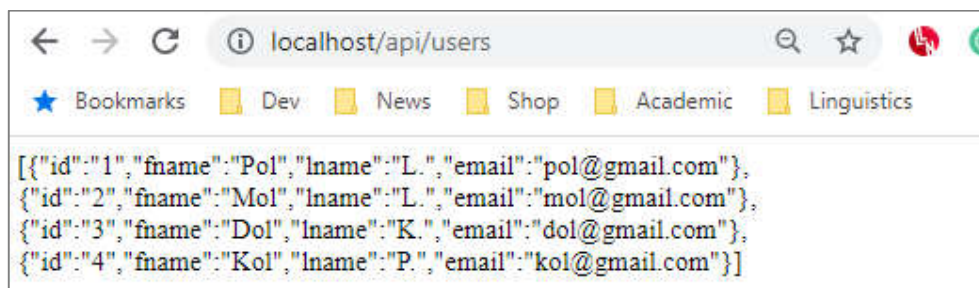 localhost/api/users
Bookmarks Dev News Shop Academic Linguistics
[{"id":"1","fname":"Pol","lname":"L.","email":"pol@gmail.com"},
{"id":"2","fname":"Mol","lname":"L.","email":"mol@gmail.com"},
{"id":"3","fname":"Dol","lname":"K.","email":"dol@gmail.com"},
{"id":"4","fname":"Kol","lname":"P.","email":"kol@gmail.com"}]